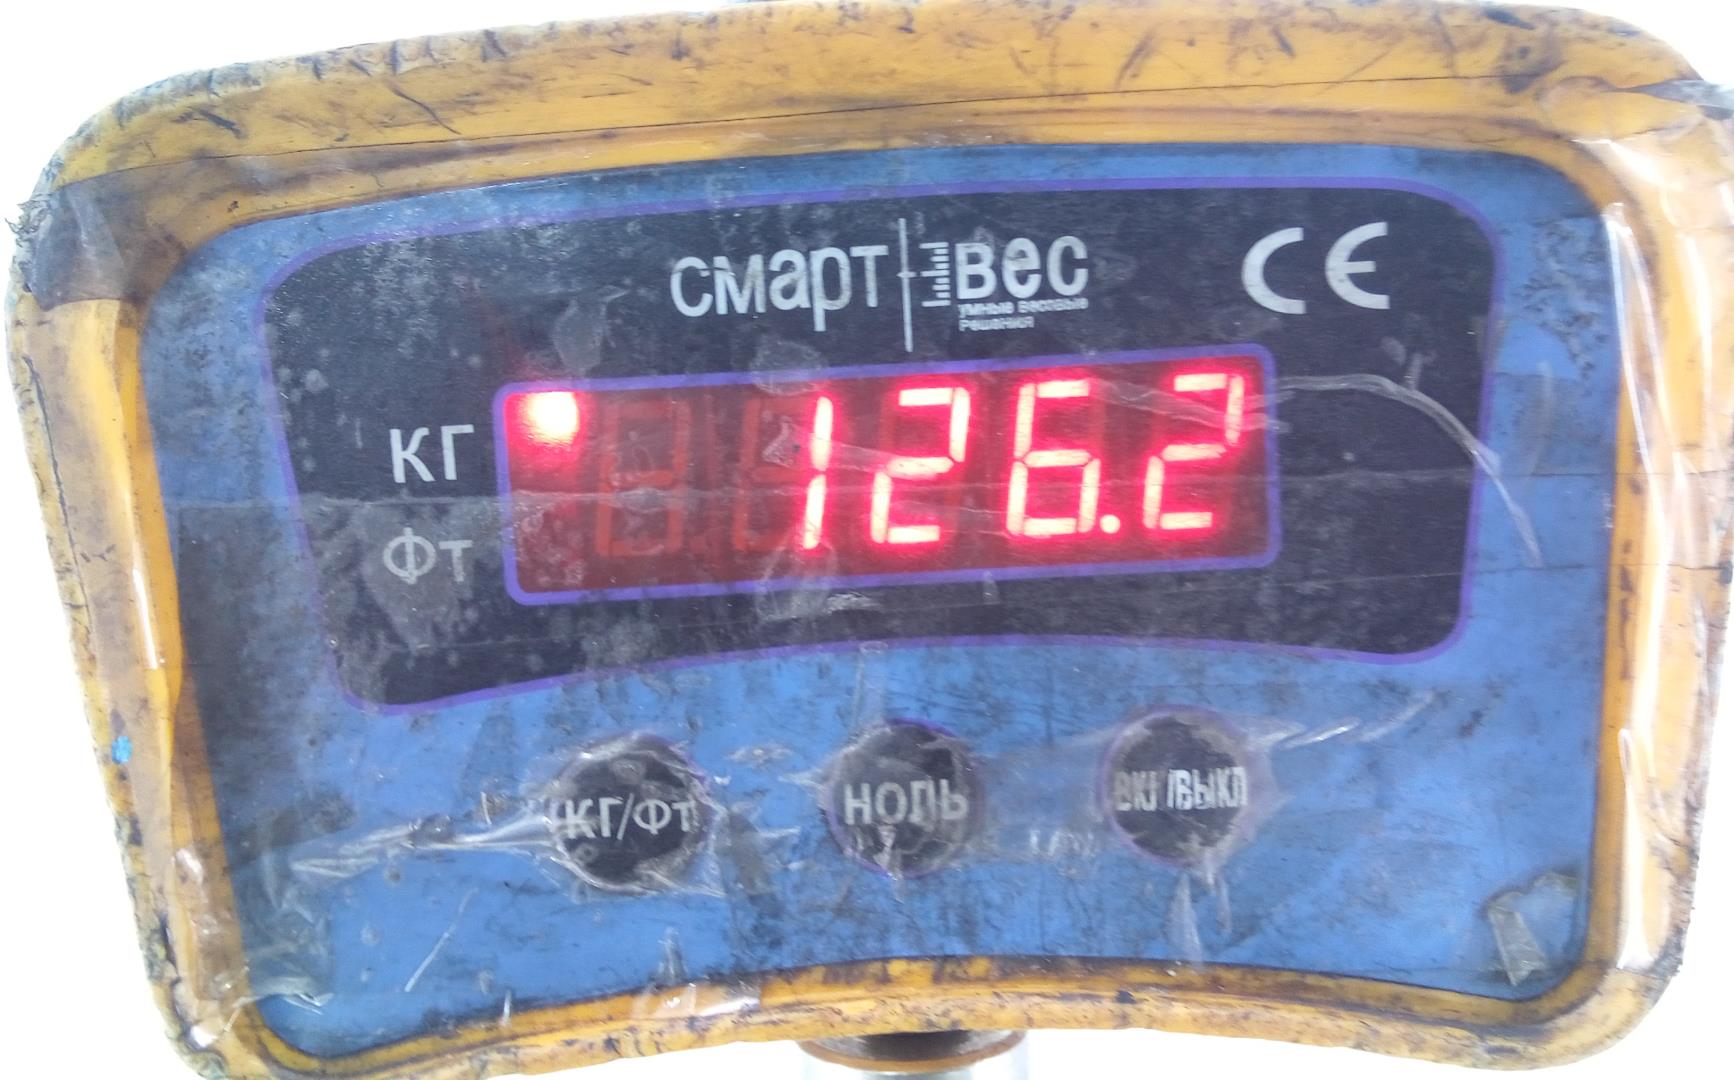 смарт вес
умные весовые
решения
CE
КГ
126.2
Фт
КГ/Фт
НОЛЬ
ВКЛ/ВЫКЛ